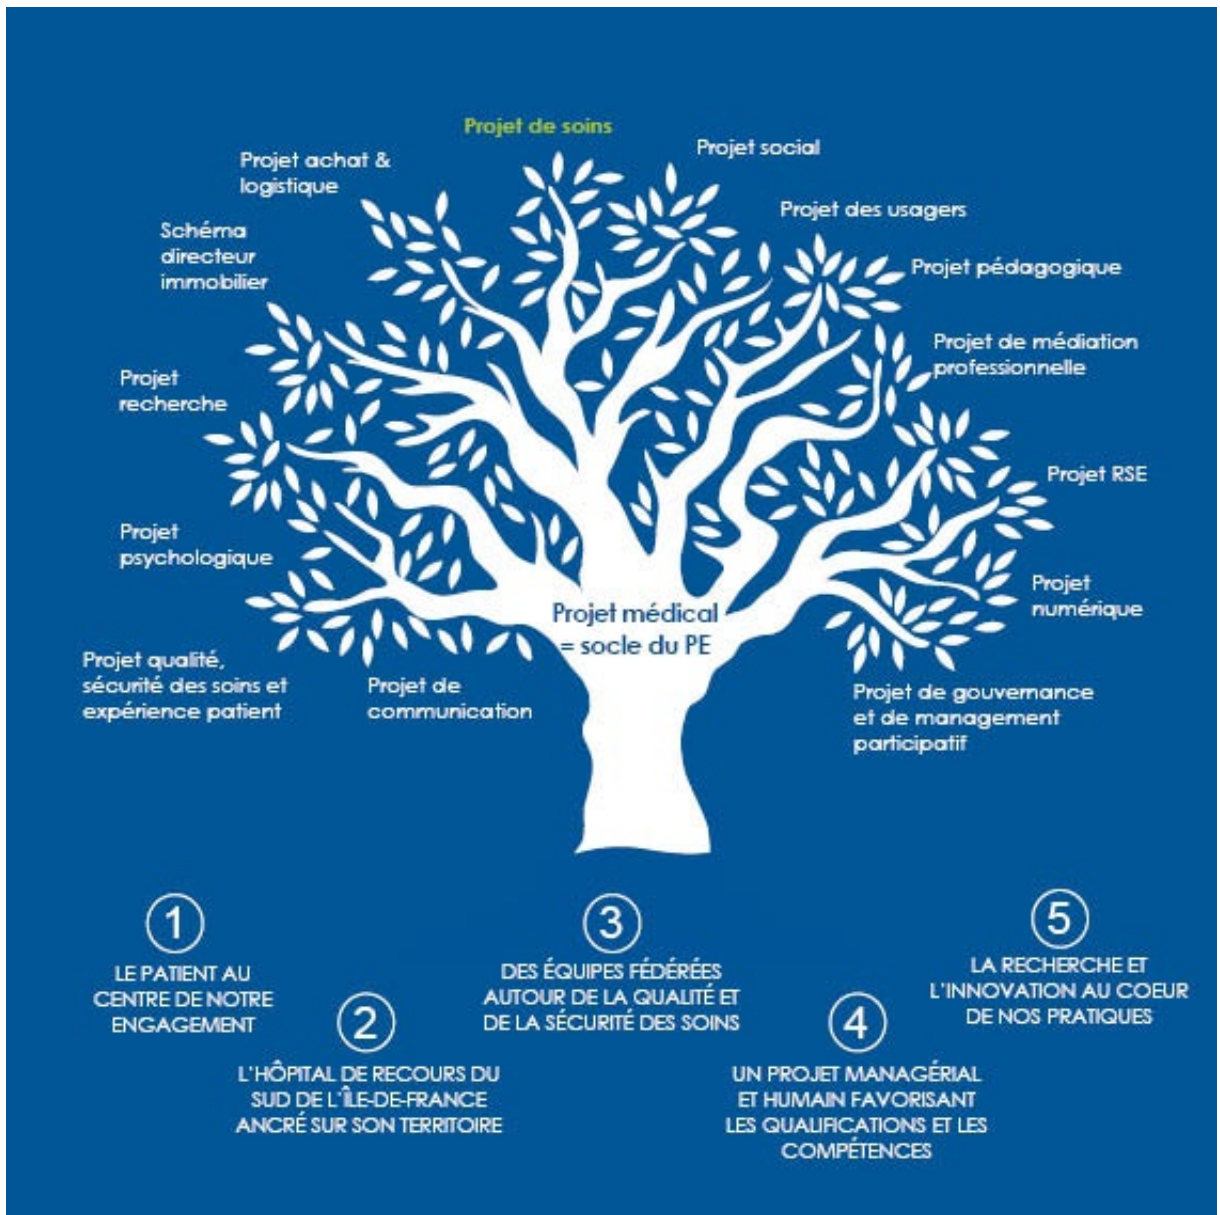 Projet de soins
Projet social
Projet achat &
logistique
Projet des usagers
Schéma
directeur
immobilier
Projet pédagogique
Projet de médiation
professionnelle
Projet
recherche
Projet RSE
Projet
psychologique
Projet
numérique
Projet médical
= socle du PE
Projet qualité,
sécurité des soins et
expérience patient
Projet de
communication
Projet de gouvernance
et de management
participatif
1
LE PATIENT AU
CENTRE DE NOTRE
ENGAGEMENT
2
L'HÔPITAL DE RECOURS DU
SUD DE L'ÎLE-DE-FRANCE
ANCRÉ SUR SON TERRITOIRE
3
DES ÉQUIPES FÉDÉRÉES
AUTOUR DE LA QUALITÉ ET
DE LA SÉCURITÉ DES SOINS
4
UN PROJET MANAGÉRIAL
ET HUMAIN FAVORISANT
LES QUALIFICATIONS ET LES
COMPÉTENCES
5
LA RECHERCHE ET
L'INNOVATION AU COEUR
DE NOS PRATIQUES